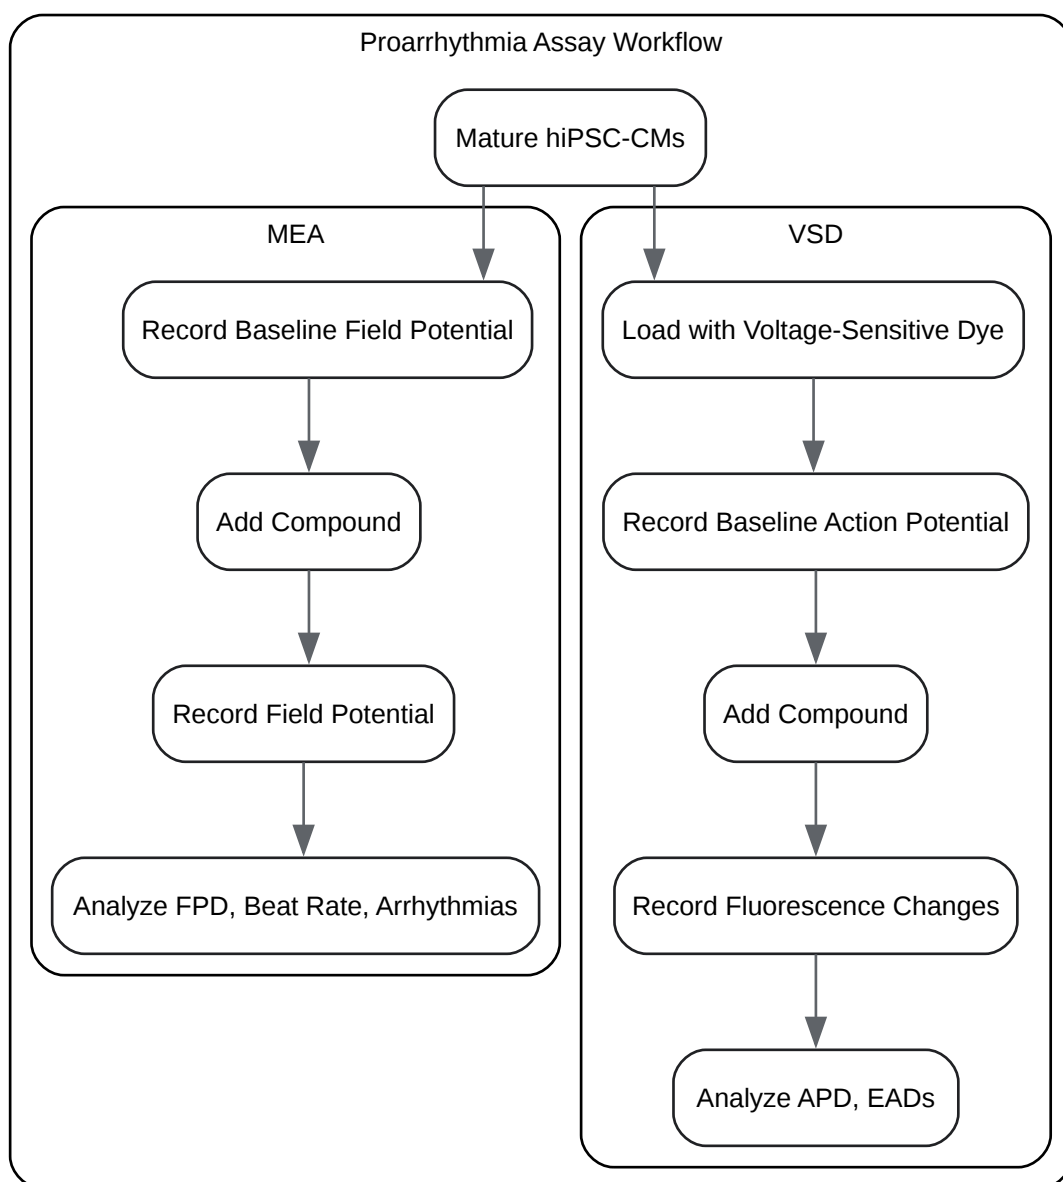 Proarrhythmia Assay Workflow
Mature hiPSC-CMs
MEA
Record Baseline Field Potential
Add Compound
Record Field Potential
Analyze FPD, Beat Rate, Arrhythmias
VSD
Load with Voltage-Sensitive Dye
Record Baseline Action Potential
Add Compound
Record Fluorescence Changes
Analyze APD, EADs